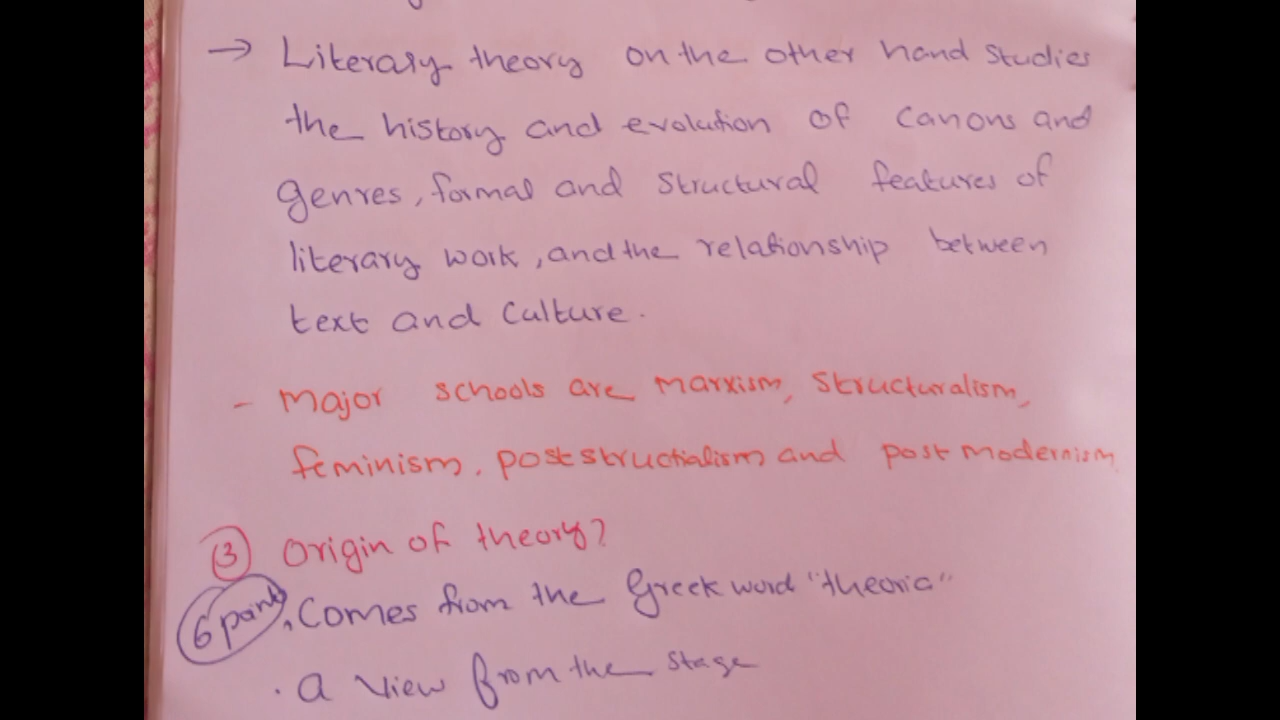 → Literary theory on the other hand studies
the history and evolution of canons and
genres, formal and structural features of
literary work, and the relationship between
text and culture.
- Major schools are marxism, structuralism,
feminism, poststructialism and post modernism
③ Origin of theory?
6 point . Comes from the Greek word "theoria"
. a view from the stage